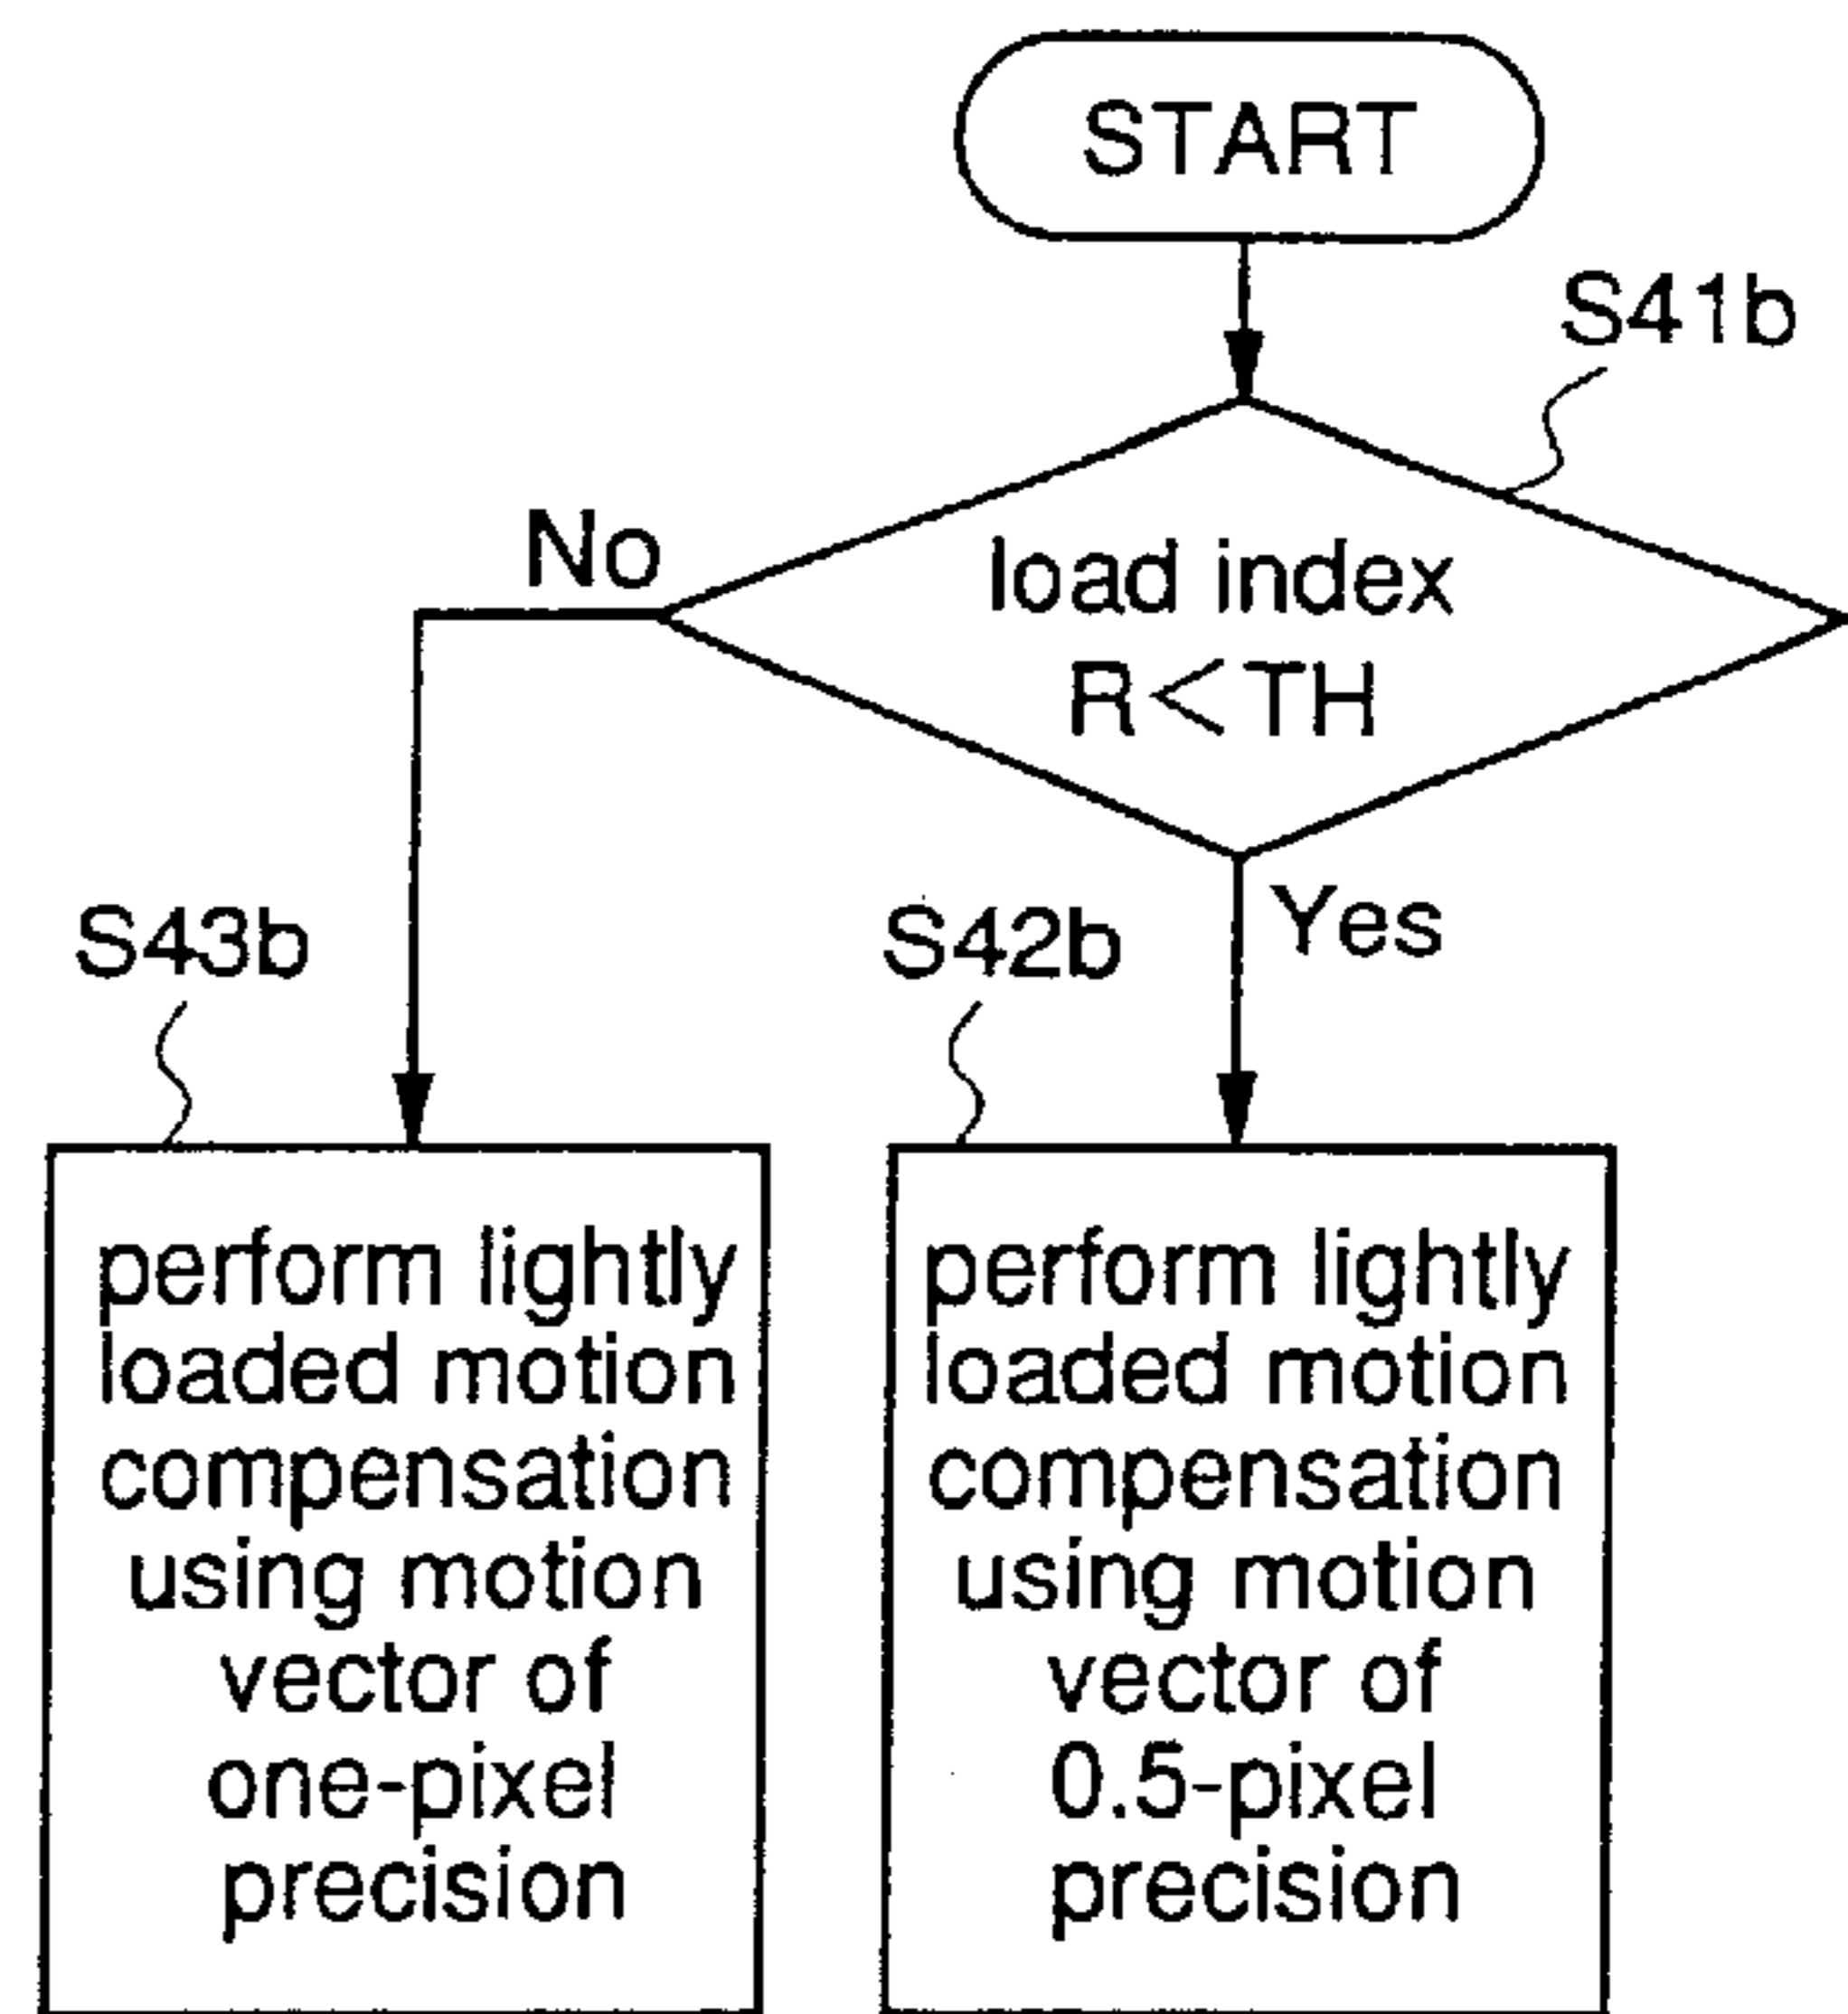 START
S41b
No
load index
R<TH
Yes
S43b
S42b
perform lightly
loaded motion
compensation
using motion
vector of
one-pixel
precision
perform lightly
loaded motion
compensation
using motion
vector of
0.5-pixel
precision